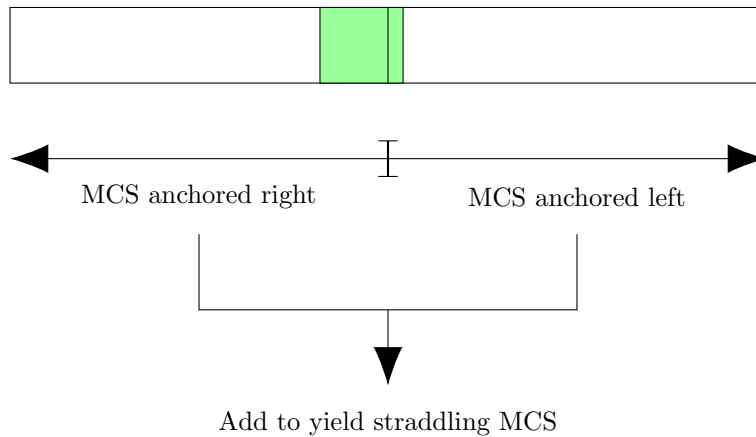 MCS anchored right
MCS anchored left
Add to yield straddling MCS